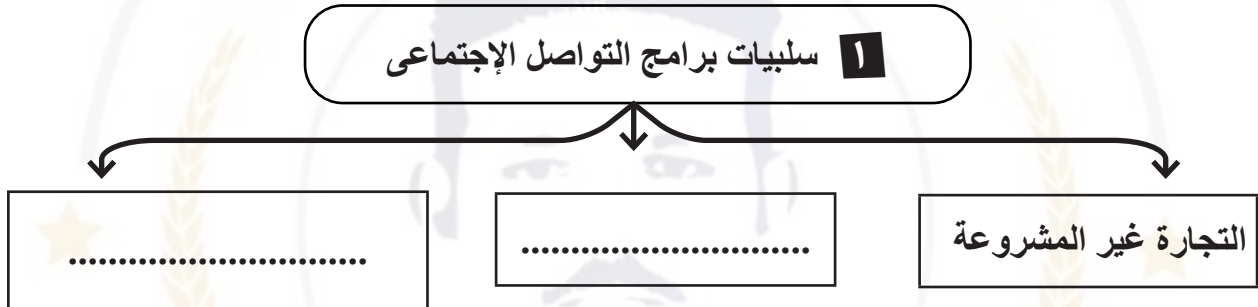 ١ سلبيات برامج التواصل الإجتماعى
التجارة غير المشروعة
.............................
..............................